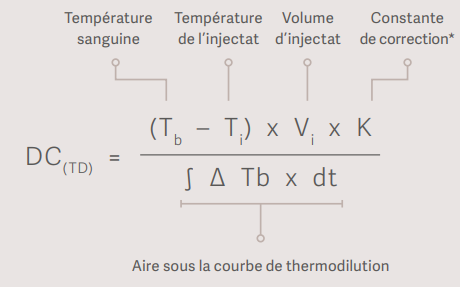 Température sanguine
Température de l'injectat
Volume d'injectat
Constante de correction*
DC(TD) = (Tb – Ti) x Vi x K
∫ Δ Tb x dt
Aire sous la courbe de thermodilution